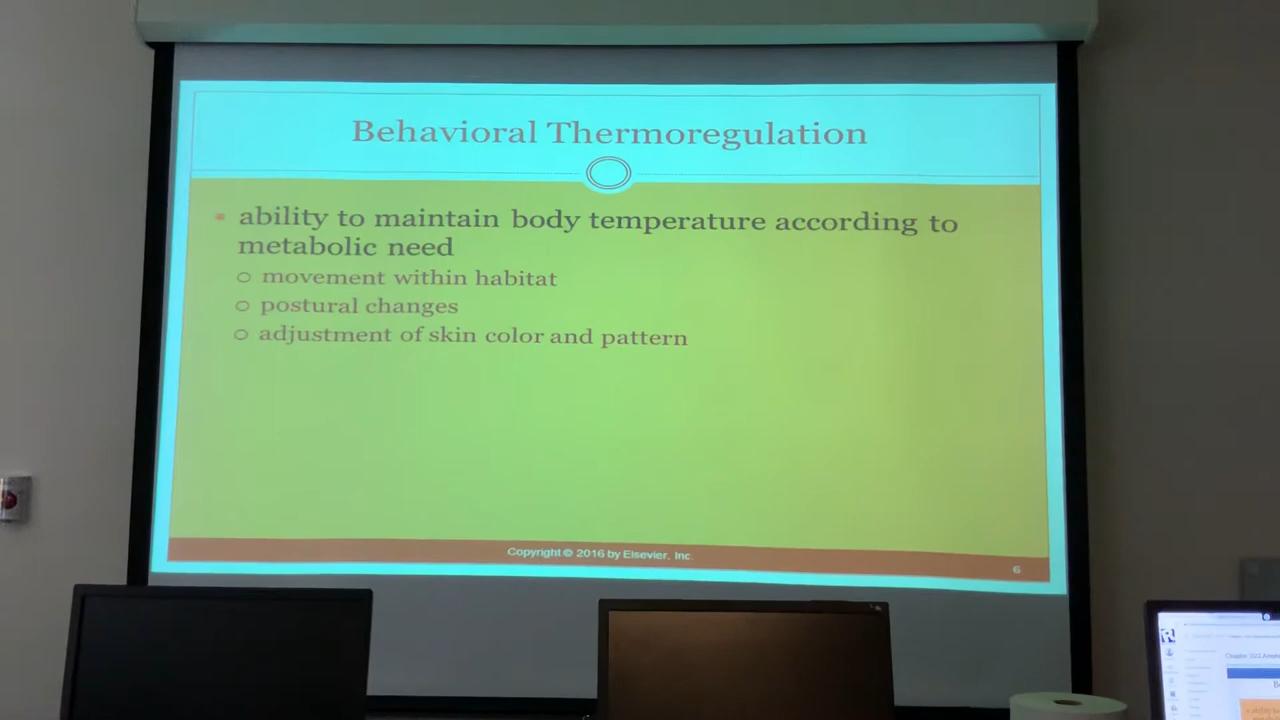 Behavioral Thermoregulation
ability to maintain body temperature according to
metabolic need
movement within habitat
postural changes
adjustment of skin color and pattern
Copyright © 2016 by Elsevier, Inc.
6